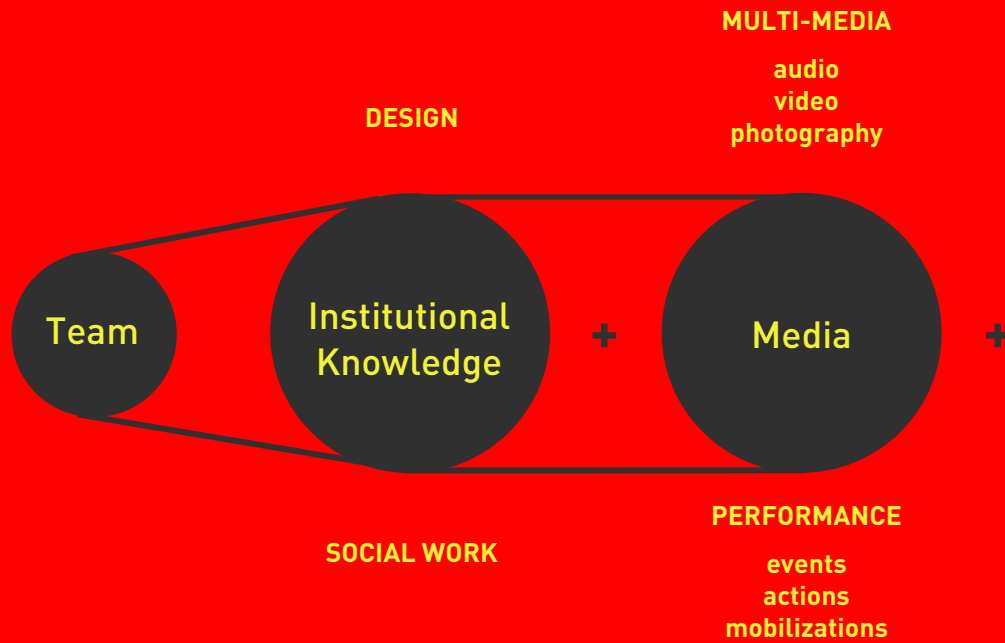 MULTI-MEDIA
audio
video
photography
DESIGN
Team
Institutional
Knowledge
+
Media
+
SOCIAL WORK
PERFORMANCE
events
actions
mobilizations